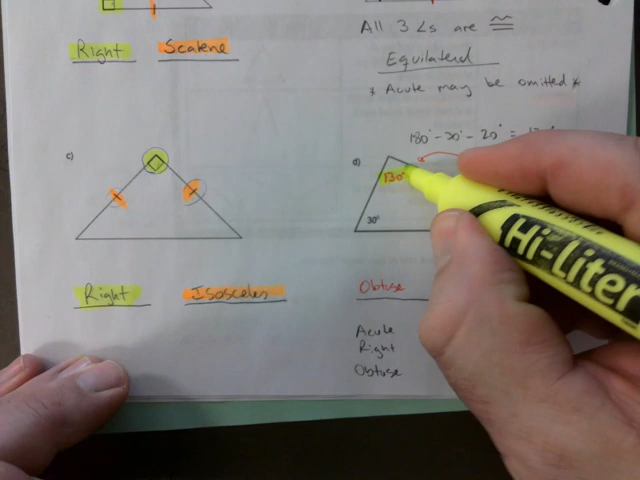 All 3 ∠s are ≅
Right Scalene
Equilateral
* Acute may be omitted *
180° - 30° - 20° =
c)
d)
130°
30°
Hi-Liter
Right Isosceles
Obtuse
Acute
Right
Obtuse